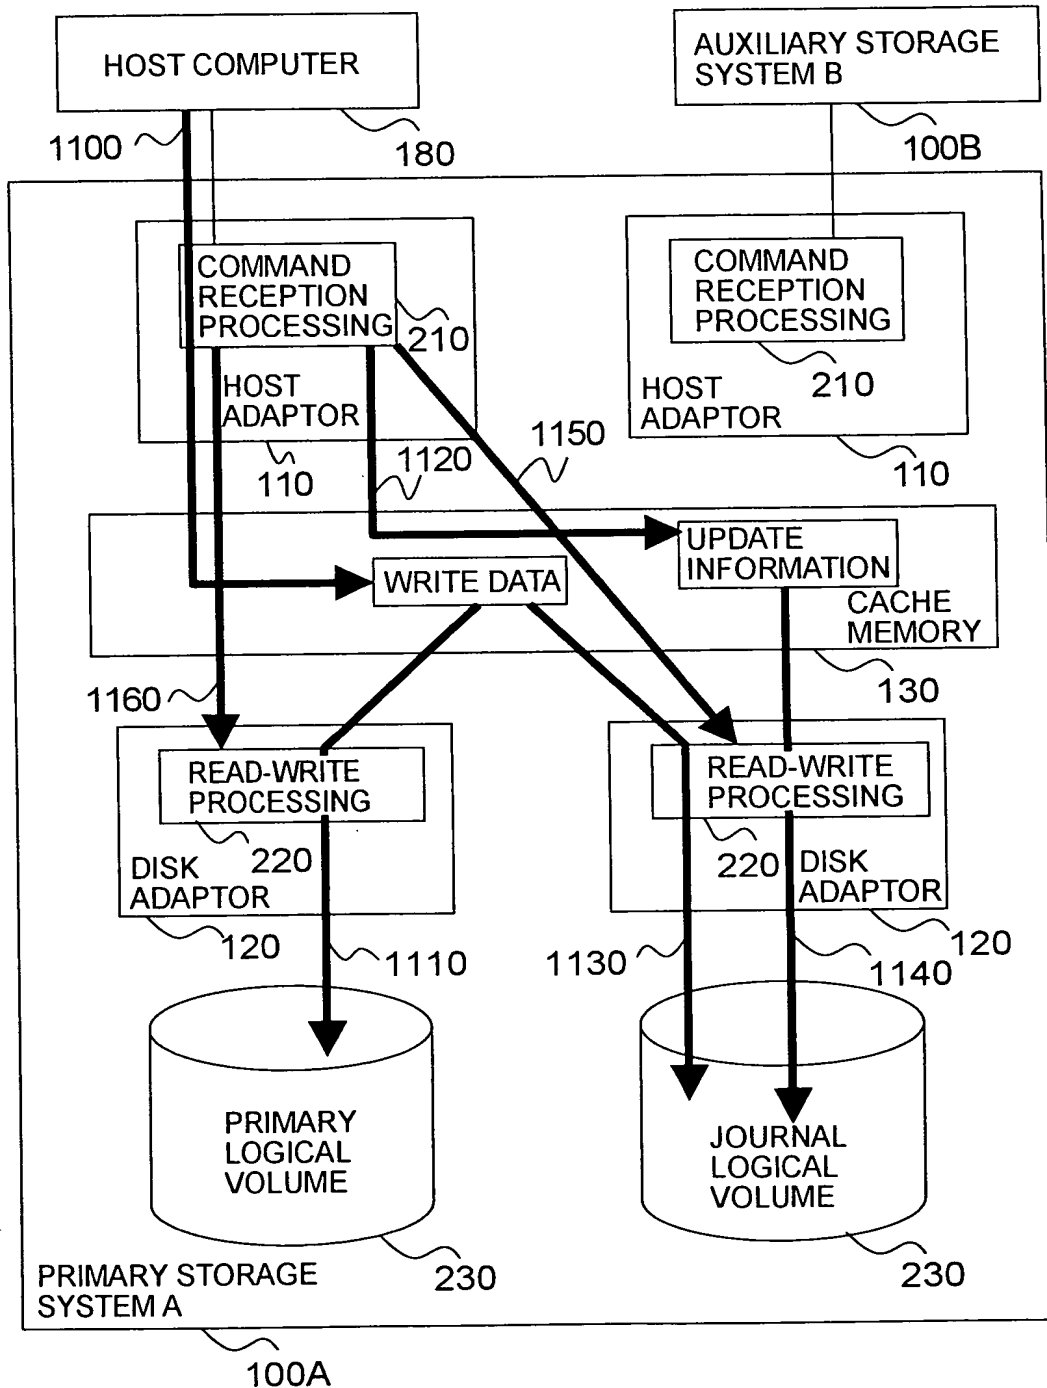 HOST COMPUTER
AUXILIARY STORAGE
SYSTEM B
1100
180
100B
COMMAND
RECEPTION
PROCESSING
210
HOST
ADAPTOR
110
COMMAND
RECEPTION
PROCESSING
210
HOST
ADAPTOR
110
1120
1150
WRITE DATA
UPDATE
INFORMATION
CACHE
MEMORY
130
1160
READ-WRITE
PROCESSING
220
DISK
ADAPTOR
120
1110
READ-WRITE
PROCESSING
220
DISK
ADAPTOR
120
1130
1140
PRIMARY
LOGICAL
VOLUME
230
JOURNAL
LOGICAL
VOLUME
230
PRIMARY STORAGE
SYSTEM A
100A